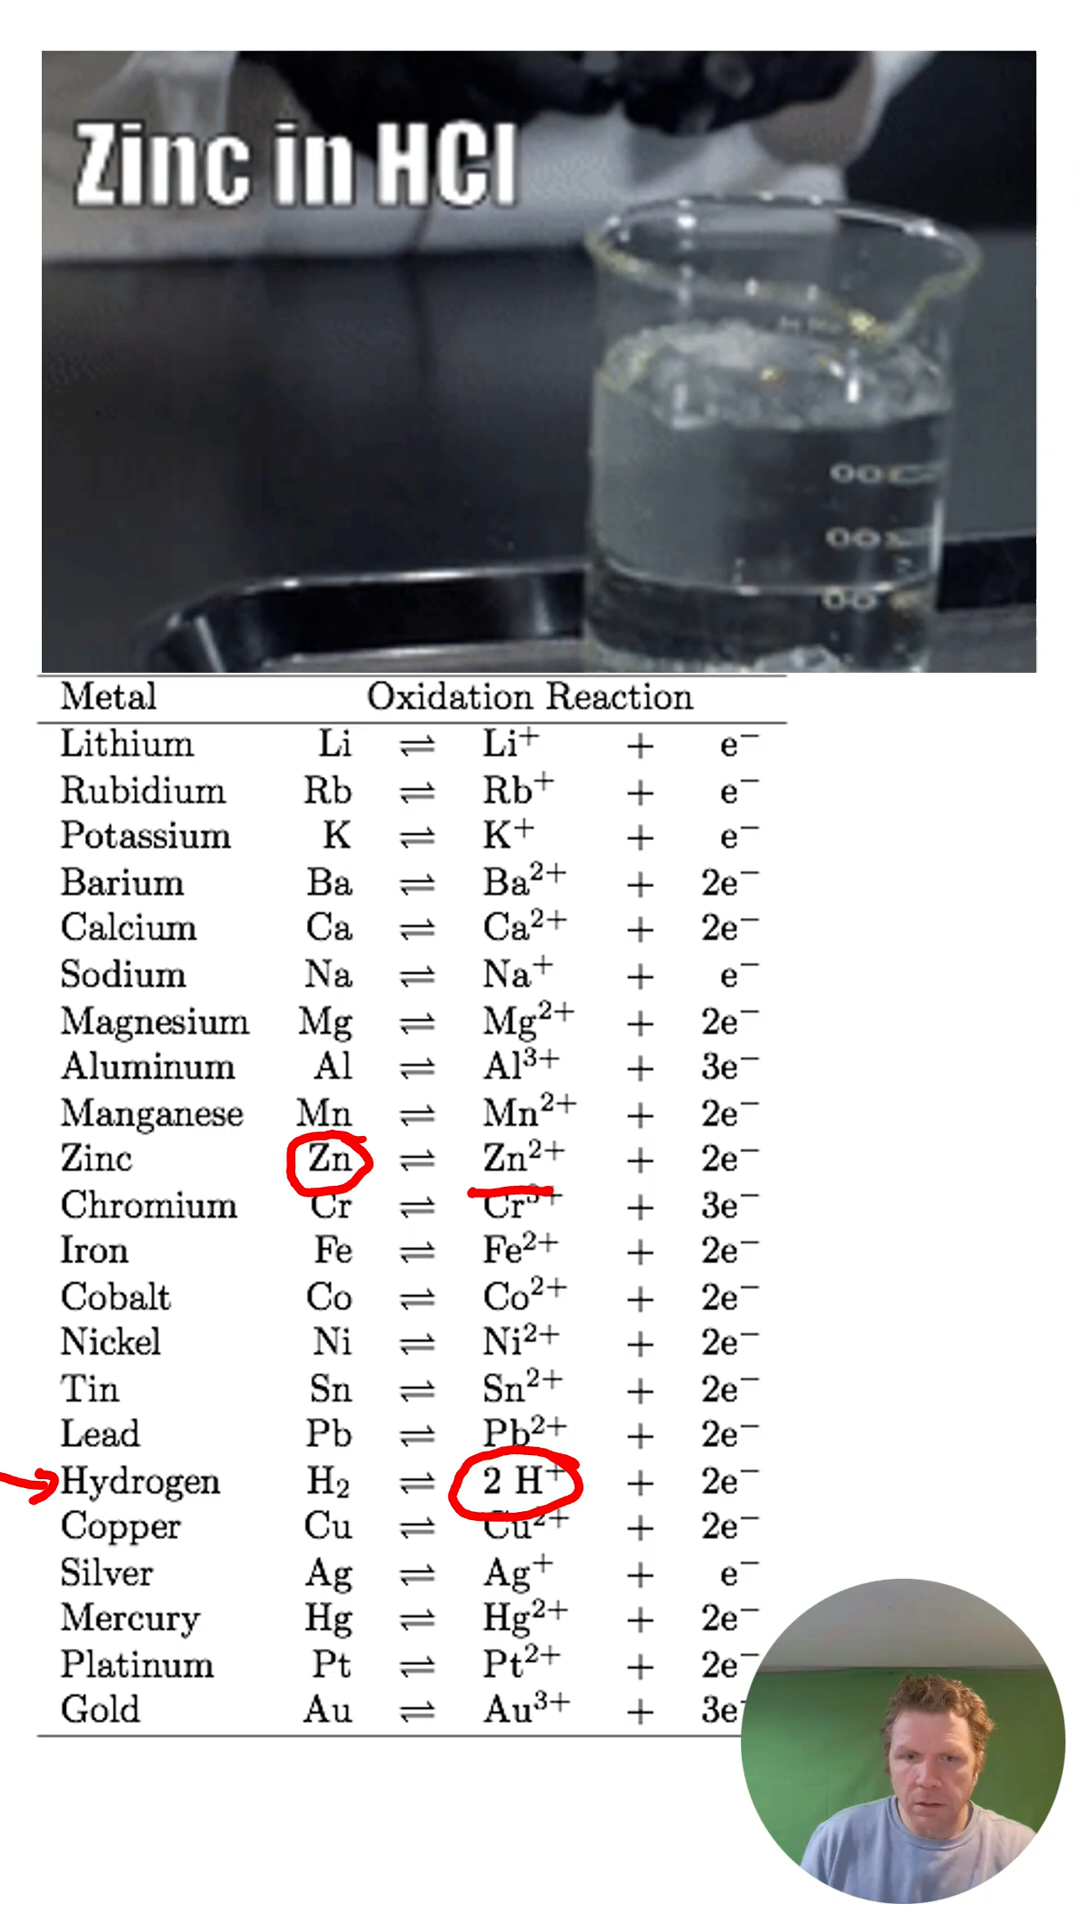 Zinc in HCl
Metal Oxidation Reaction
Lithium Li ⇌ Li⁺ + e⁻
Rubidium Rb ⇌ Rb⁺ + e⁻
Potassium K ⇌ K⁺ + e⁻
Barium Ba ⇌ Ba²⁺ + 2e⁻
Calcium Ca ⇌ Ca²⁺ + 2e⁻
Sodium Na ⇌ Na⁺ + e⁻
Magnesium Mg ⇌ Mg²⁺ + 2e⁻
Aluminum Al ⇌ Al³⁺ + 3e⁻
Manganese Mn ⇌ Mn²⁺ + 2e⁻
Zinc Zn ⇌ Zn²⁺ + 2e⁻
Chromium Cr ⇌ Cr³⁺ + 3e⁻
Iron Fe ⇌ Fe²⁺ + 2e⁻
Cobalt Co ⇌ Co²⁺ + 2e⁻
Nickel Ni ⇌ Ni²⁺ + 2e⁻
Tin Sn ⇌ Sn²⁺ + 2e⁻
Lead Pb ⇌ Pb²⁺ + 2e⁻
Hydrogen H₂ ⇌ 2 H⁺ + 2e⁻
Copper Cu ⇌ Cu²⁺ + 2e⁻
Silver Ag ⇌ Ag⁺ + e⁻
Mercury Hg ⇌ Hg²⁺ + 2e⁻
Platinum Pt ⇌ Pt²⁺ + 2e⁻
Gold Au ⇌ Au³⁺ + 3e